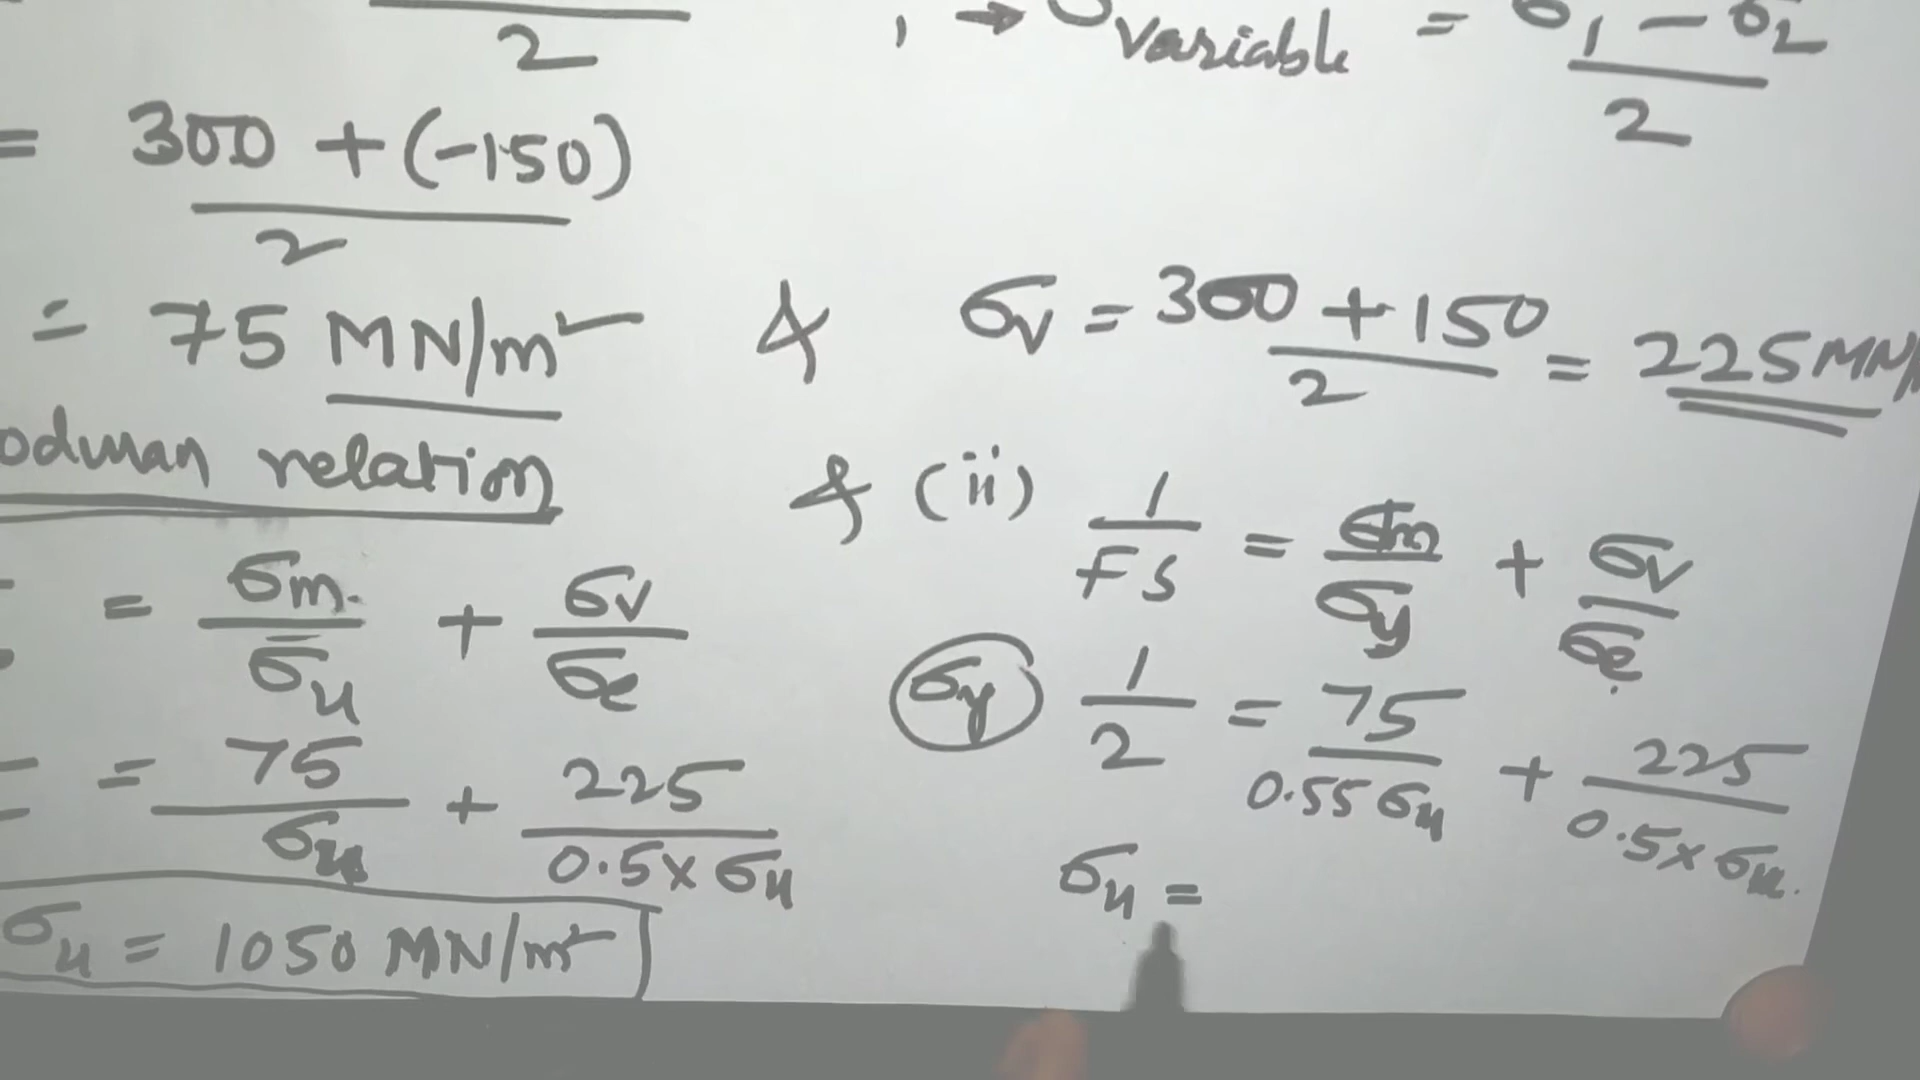 2 , → σVariable = σ1 - σ2 / 2
= 300 + (-150) / 2
= 75 MN/m² & σv = 300 + 150 / 2 = 225 MN/
odman relation
= σm. / σu + σv / σe
= 75 / σu + 225 / 0.5 x σu
σu = 1050 MN/m²
& (ii) 1 / FS = σm / σy + σv / σe
σy 1 / 2 = 75 / 0.55 σu + 225 / 0.5 x σu.
σu =